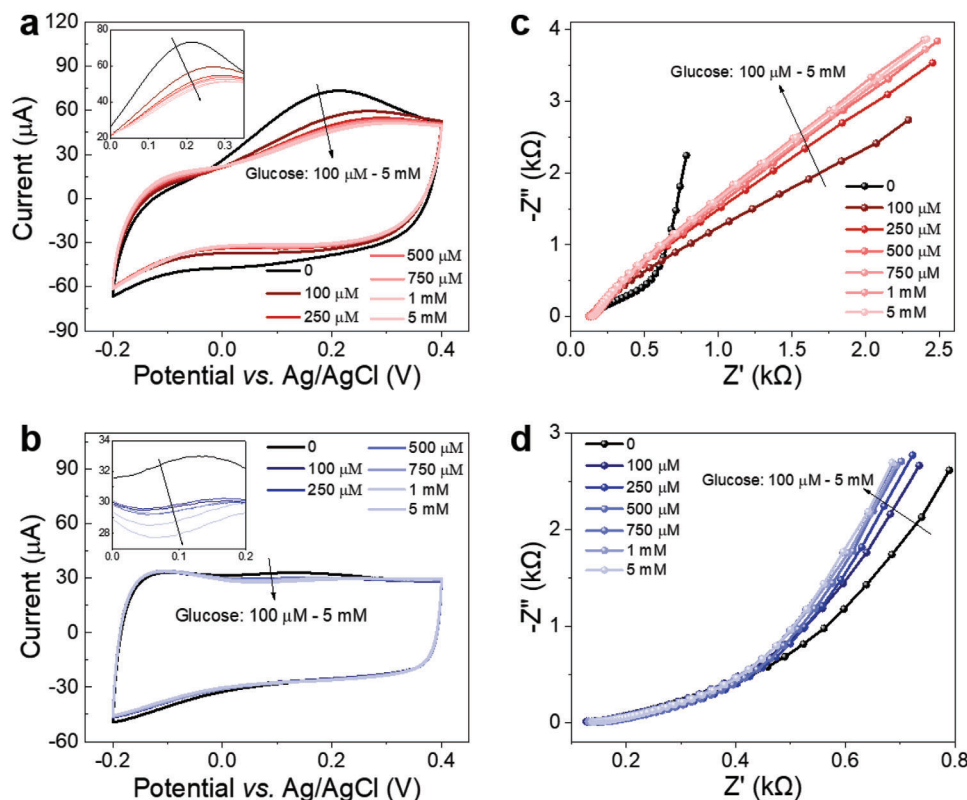 a
120
90
60
30
0
-30
-60
-90
Current (μA)
80
60
40
20
0.0 0.1 0.2 0.3
Glucose: 100 μM - 5 mM
0
100 μM
250 μM
500 μM
750 μM
1 mM
5 mM
-0.2 0.0 0.2 0.4
Potential vs. Ag/AgCl (V)
c
4
3
2
1
0
-Z" (kΩ)
Glucose: 100 μM - 5 mM
0
100 μM
250 μM
500 μM
750 μM
1 mM
5 mM
0.0 0.5 1.0 1.5 2.0 2.5
Z' (kΩ)
b
90
60
30
0
-30
-60
Current (μA)
34
32
30
28
0.0 0.1 0.2
0
100 μM
250 μM
500 μM
750 μM
1 mM
5 mM
Glucose: 100 μM - 5 mM
-0.2 0.0 0.2 0.4
Potential vs. Ag/AgCl (V)
d
3
2
1
0
-Z" (kΩ)
0
100 μM
250 μM
500 μM
750 μM
1 mM
5 mM
Glucose: 100 μM - 5 mM
0.2 0.4 0.6 0.8
Z' (kΩ)